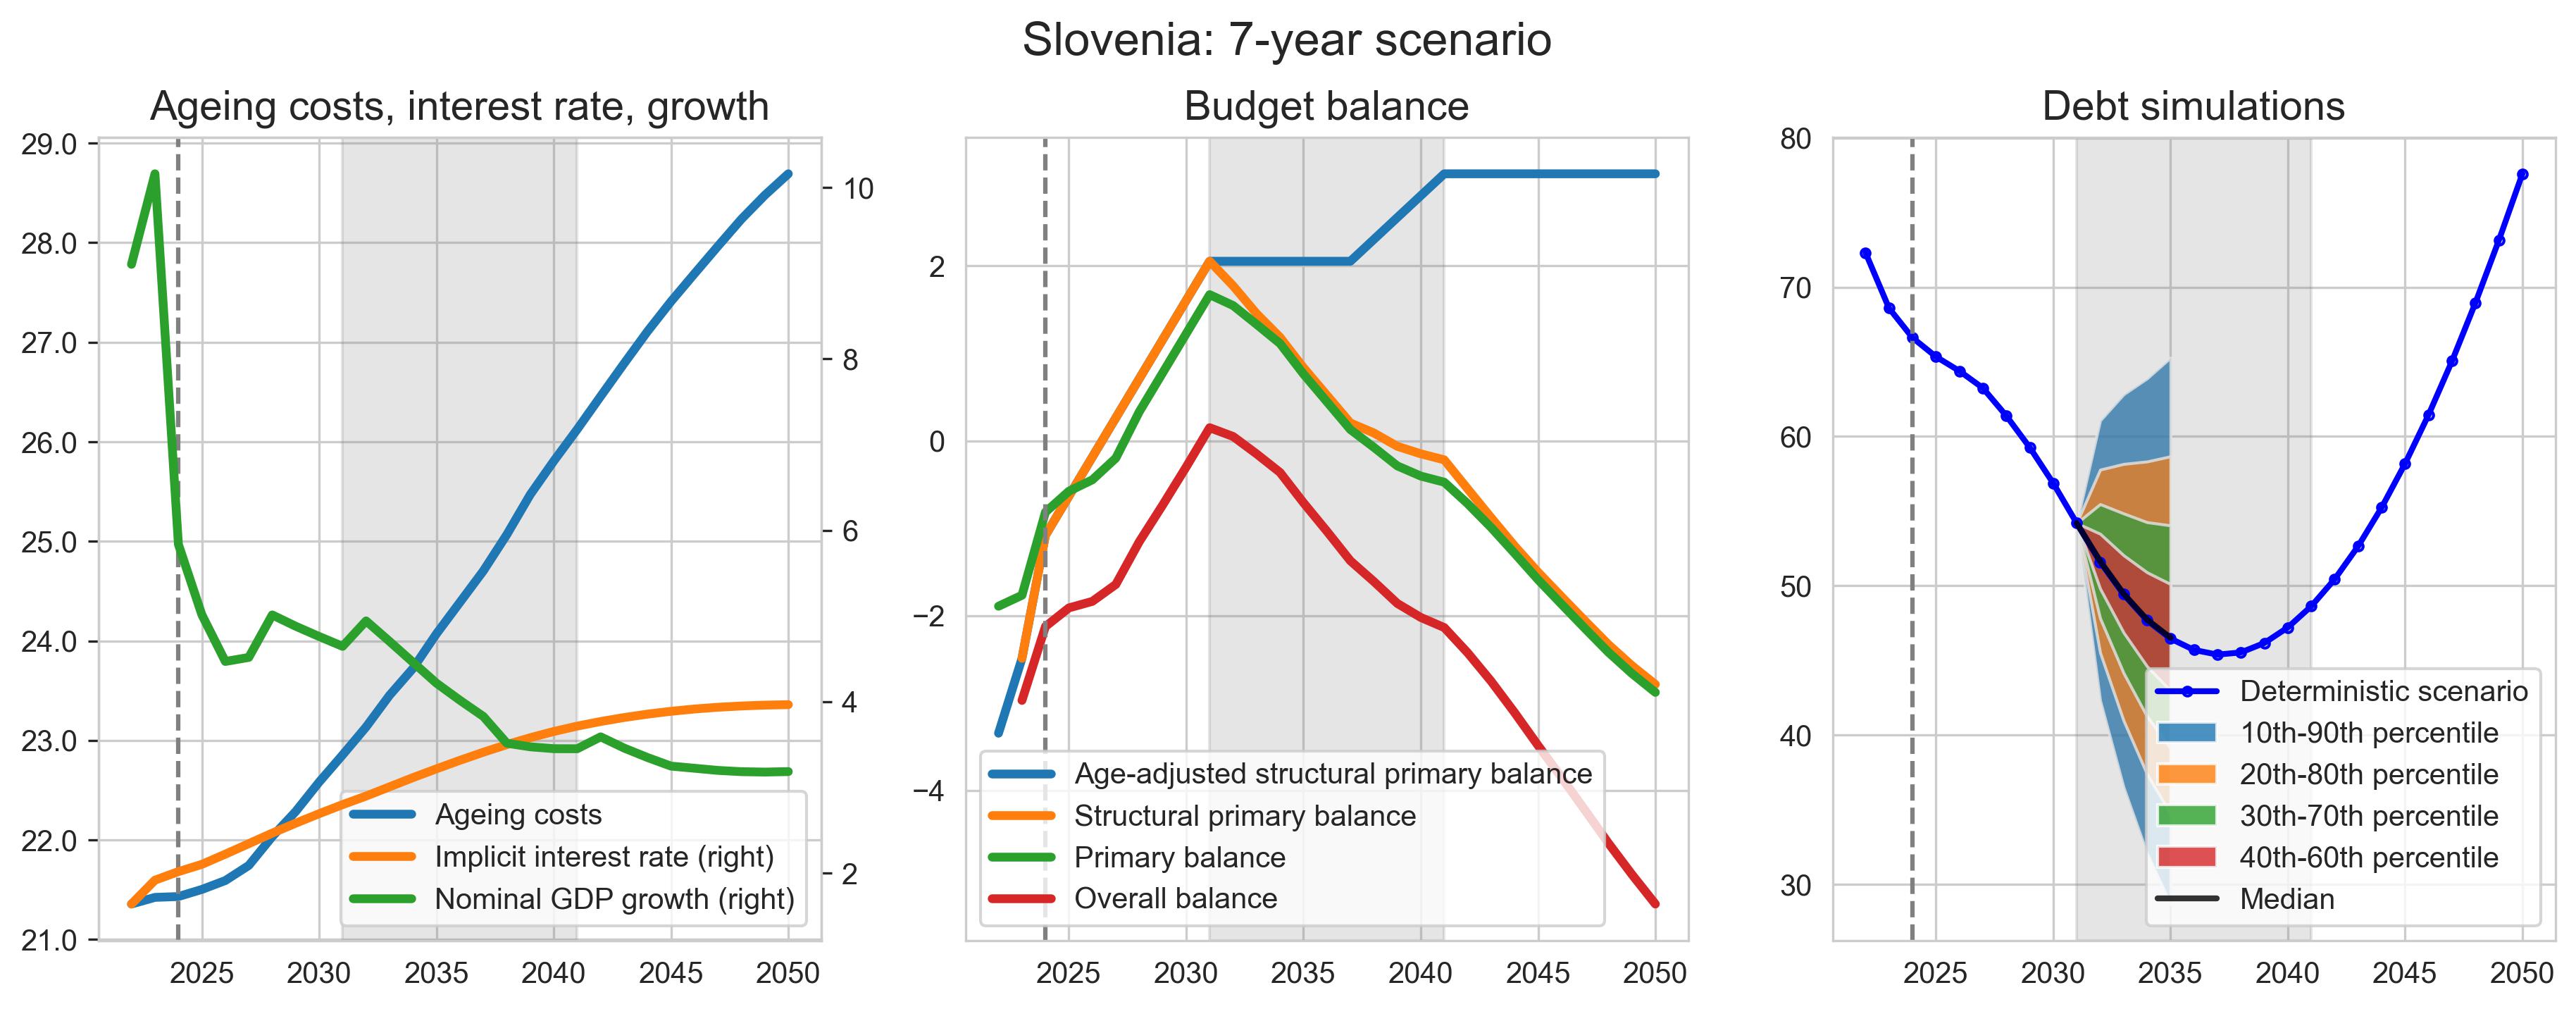 Slovenia: 7-year scenario
Ageing costs, interest rate, growth
29.0
28.0
27.0
26.0
25.0
24.0
23.0
22.0
21.0
10
8
6
4
2
Ageing costs
Implicit interest rate (right)
Nominal GDP growth (right)
2025 2030 2035 2040 2045 2050
Budget balance
2
0
−2
−4
Age-adjusted structural primary balance
Structural primary balance
Primary balance
Overall balance
2025 2030 2035 2040 2045 2050
Debt simulations
80
70
60
50
40
30
Deterministic scenario
10th-90th percentile
20th-80th percentile
30th-70th percentile
40th-60th percentile
Median
2025 2030 2035 2040 2045 2050